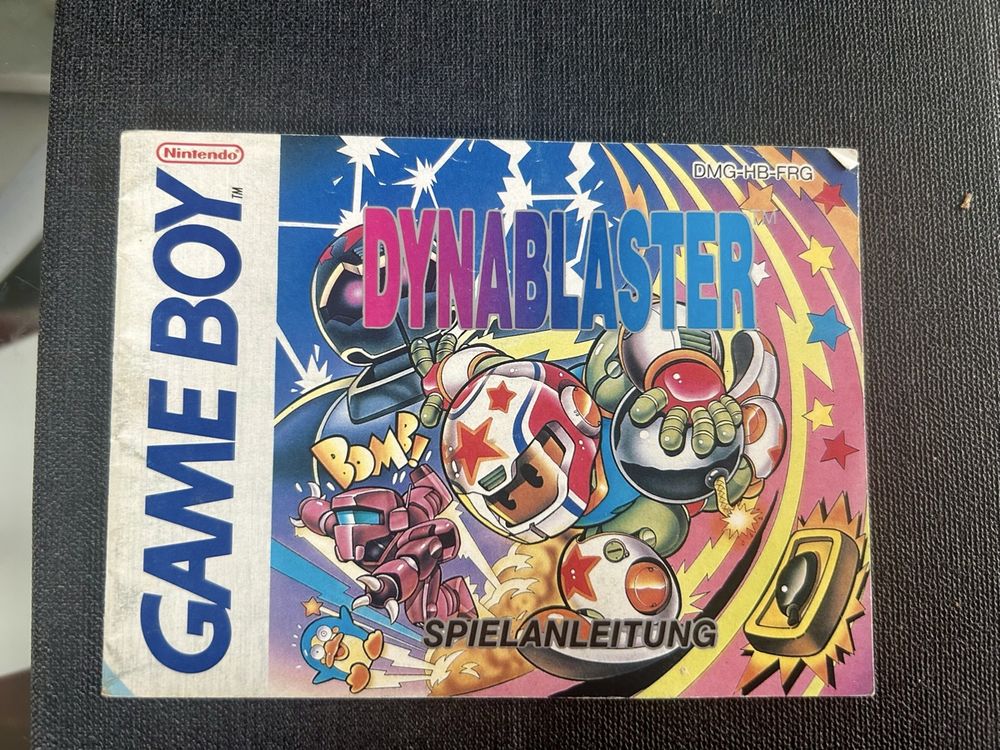 Nintendo
GAME BOY™
DMG-HB-FRG
DYNABLASTER™
BOMB!
SPIELANLEITUNG